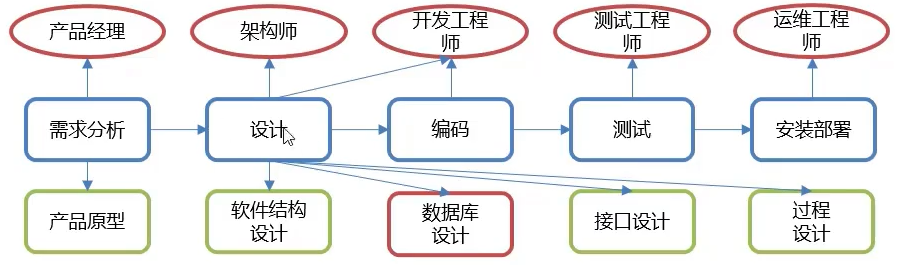 产品经理
架构师
开发工程
师
测试工程
师
运维工程
师
需求分析
设计
编码
测试
安装部署
产品原型
软件结构
设计
数据库
设计
接口设计
过程
设计